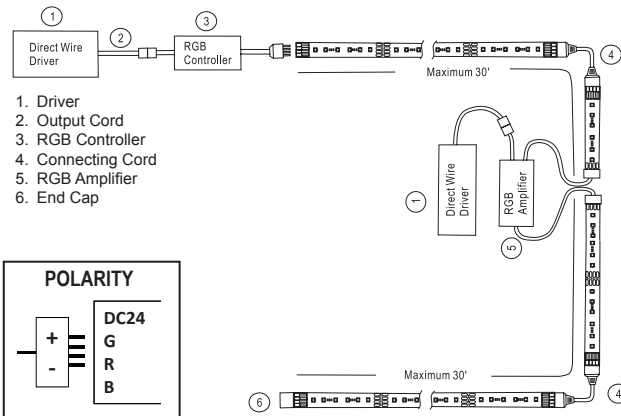 1
2
3
Direct Wire
Driver
RGB
Controller
4
Maximum 30'
1. Driver
2. Output Cord
3. RGB Controller
4. Connecting Cord
5. RGB Amplifier
6. End Cap
1
Direct Wire
Driver
RGB
Amplifier
5
POLARITY
+
-
DC24
G
R
B
Maximum 30'
6
4